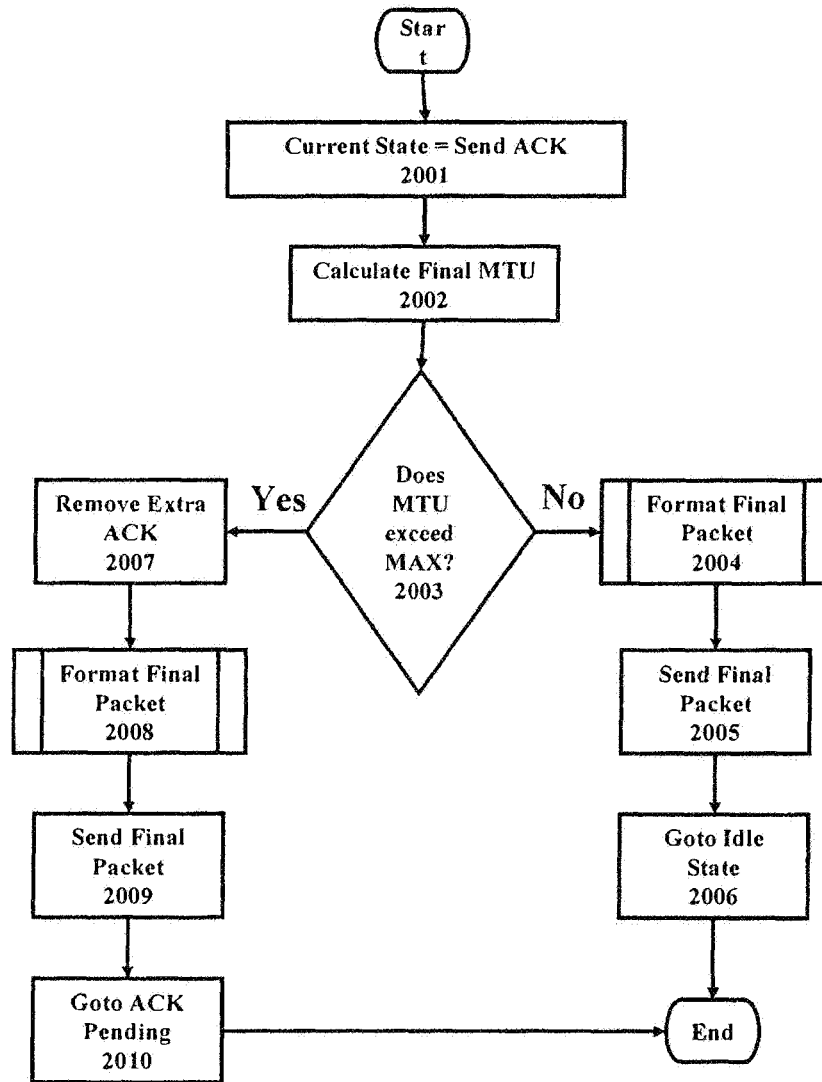 Star
t
Current State = Send ACK
2001
Calculate Final MTU
2002
Does
MTU
exceed
MAX?
2003
Yes
No
Remove Extra
ACK
2007
Format Final
Packet
2004
Format Final
Packet
2008
Send Final
Packet
2005
Send Final
Packet
2009
Goto Idle
State
2006
Goto ACK
Pending
2010
End